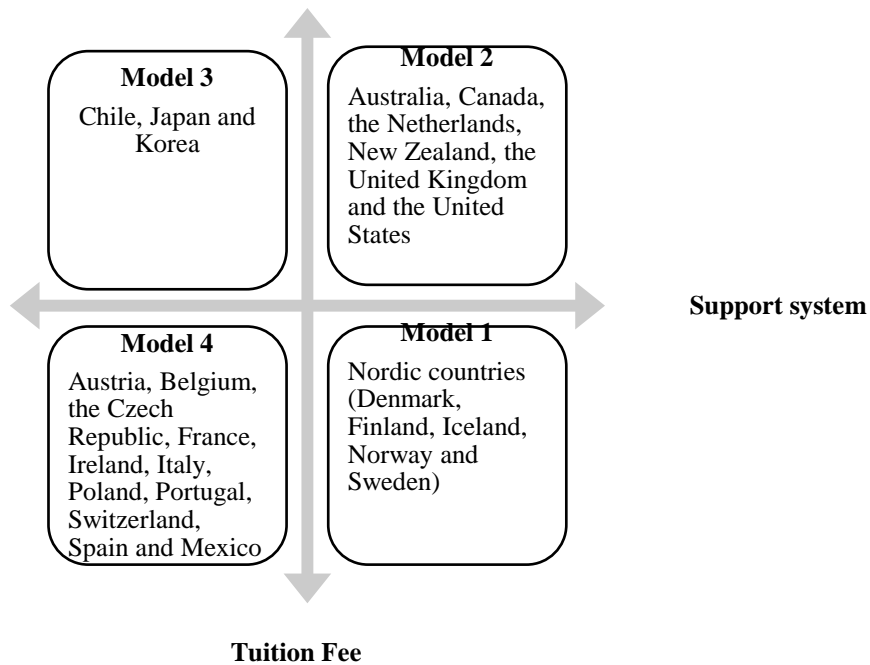 Model 3
Chile, Japan and
Korea
Model 2
Australia, Canada,
the Netherlands,
New Zealand, the
United Kingdom
and the United
States
Support system
Model 4
Austria, Belgium,
the Czech
Republic, France,
Ireland, Italy,
Poland, Portugal,
Switzerland,
Spain and Mexico
Model 1
Nordic countries
(Denmark,
Finland, Iceland,
Norway and
Sweden)
Tuition Fee